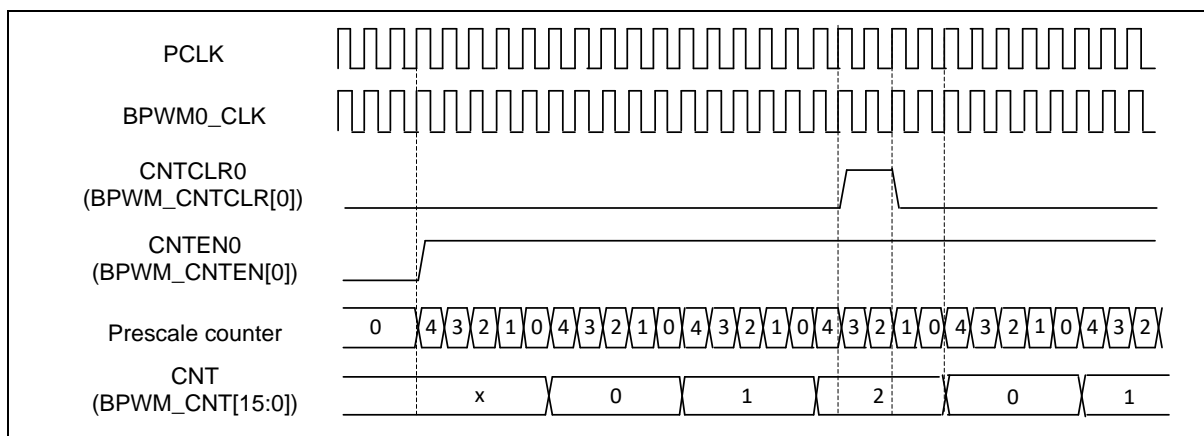 PCLK
BPWM0_CLK
CNTCLR0
(BPWM_CNTCLR[0])
CNTEN0
(BPWM_CNTEN[0])
Prescale counter 0 4 3 2 1 0 4 3 2 1 0 4 3 2 1 0 4 3 2 1 0 4 3 2 1 0 4 3 2
CNT
(BPWM_CNT[15:0]) x 0 1 2 0 1